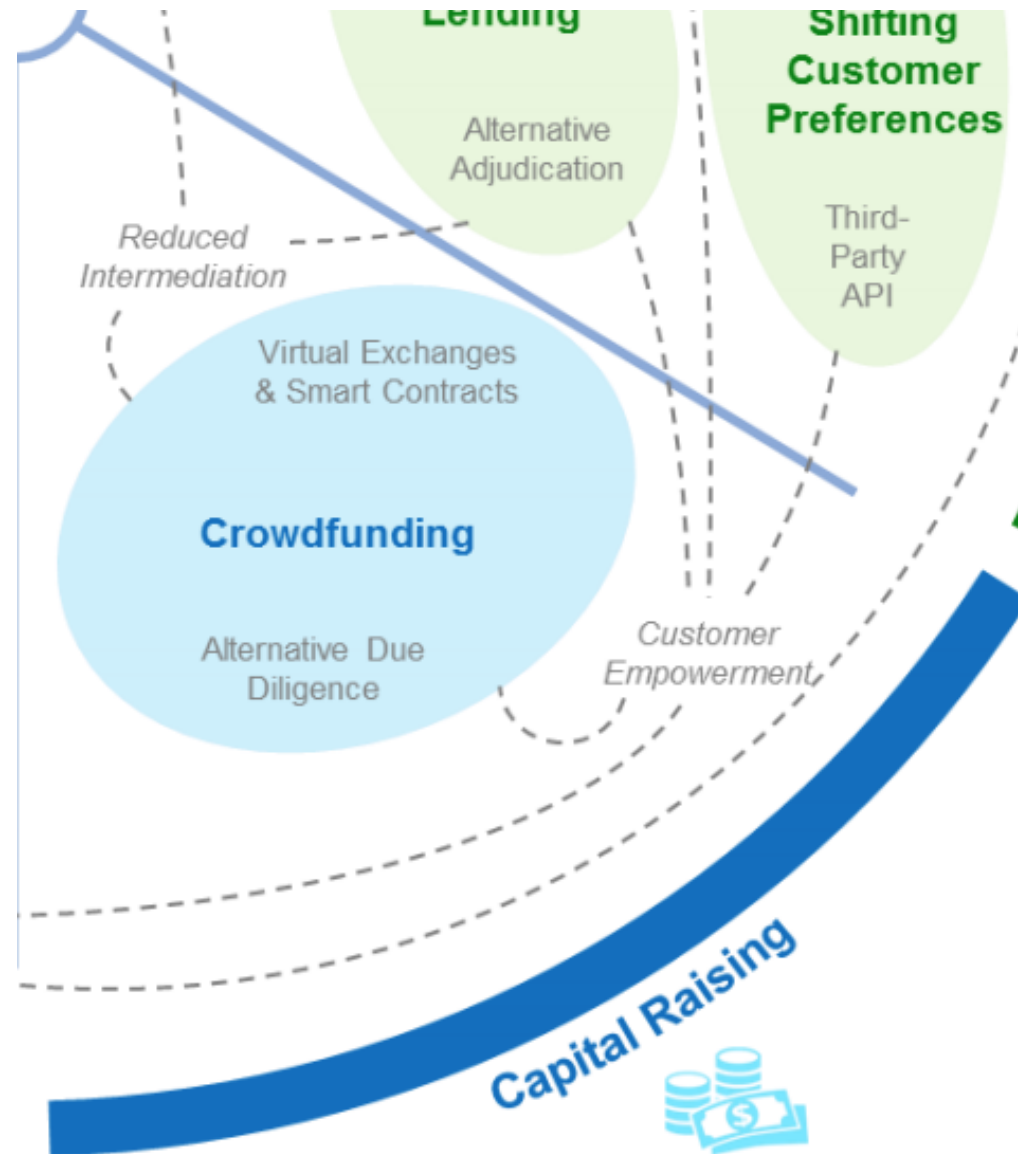 Lending
Shifting
Customer
Preferences
Alternative
Adjudication
Third-
Party
API
Reduced
Intermediation
Virtual Exchanges
& Smart Contracts
Crowdfunding
Alternative Due
Diligence
Customer
Empowerment
Capital Raising
$